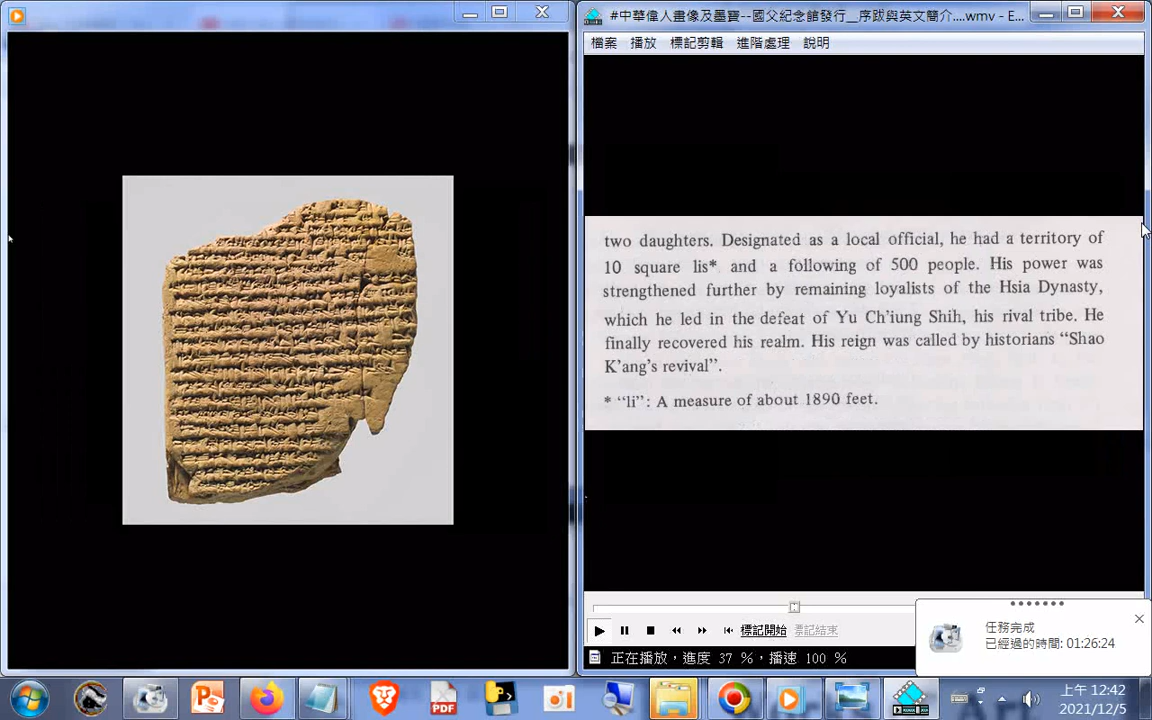 #中華偉人畫像及墨寶--國父紀念館發行__序跋與英文簡介....wmv - E...
檔案 播放 標記剪輯 進階處理 說明
two daughters. Designated as a local official, he had a territory of
10 square lis* and a following of 500 people. His power was
strengthened further by remaining loyalists of the Hsia Dynasty,
which he led in the defeat of Yu Ch'iung Shih, his rival tribe. He
finally recovered his realm. His reign was called by historians “Shao
K'ang's revival”.
* “li”: A measure of about 1890 feet.
標記開始 標記結束
正在播放，進度 37 %，播速 100 %
任務完成
已經過的時間: 01:26:24
PDF
上午 12:42
2021/12/5